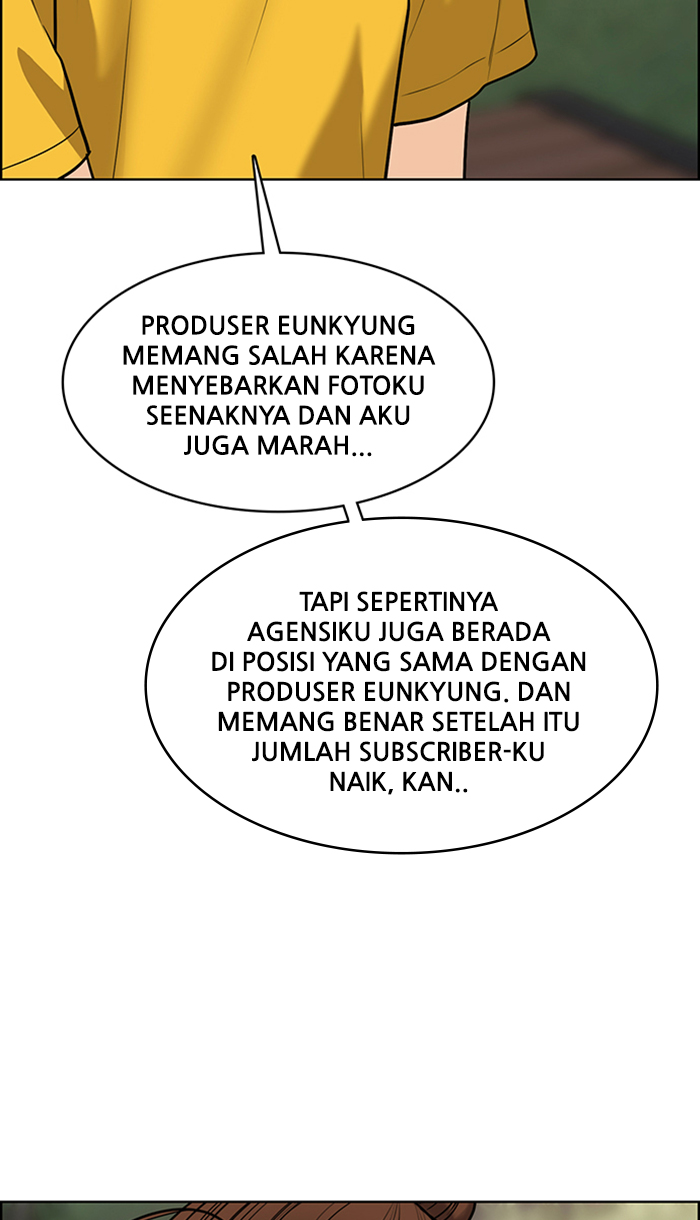 PRODUSER EUNKYUNG
MEMANG SALAH KARENA
MENYEBARKAN FOTOKU
SEENAKNYA DAN AKU
JUGA MARAH...
TAPI SEPERTINYA
AGENSIKU JUGA BERADA
DI POSISI YANG SAMA DENGAN
PRODUSER EUNKYUNG. DAN
MEMANG BENAR SETELAH ITU
JUMLAH SUBSCRIBER-KU
NAIK, KAN..